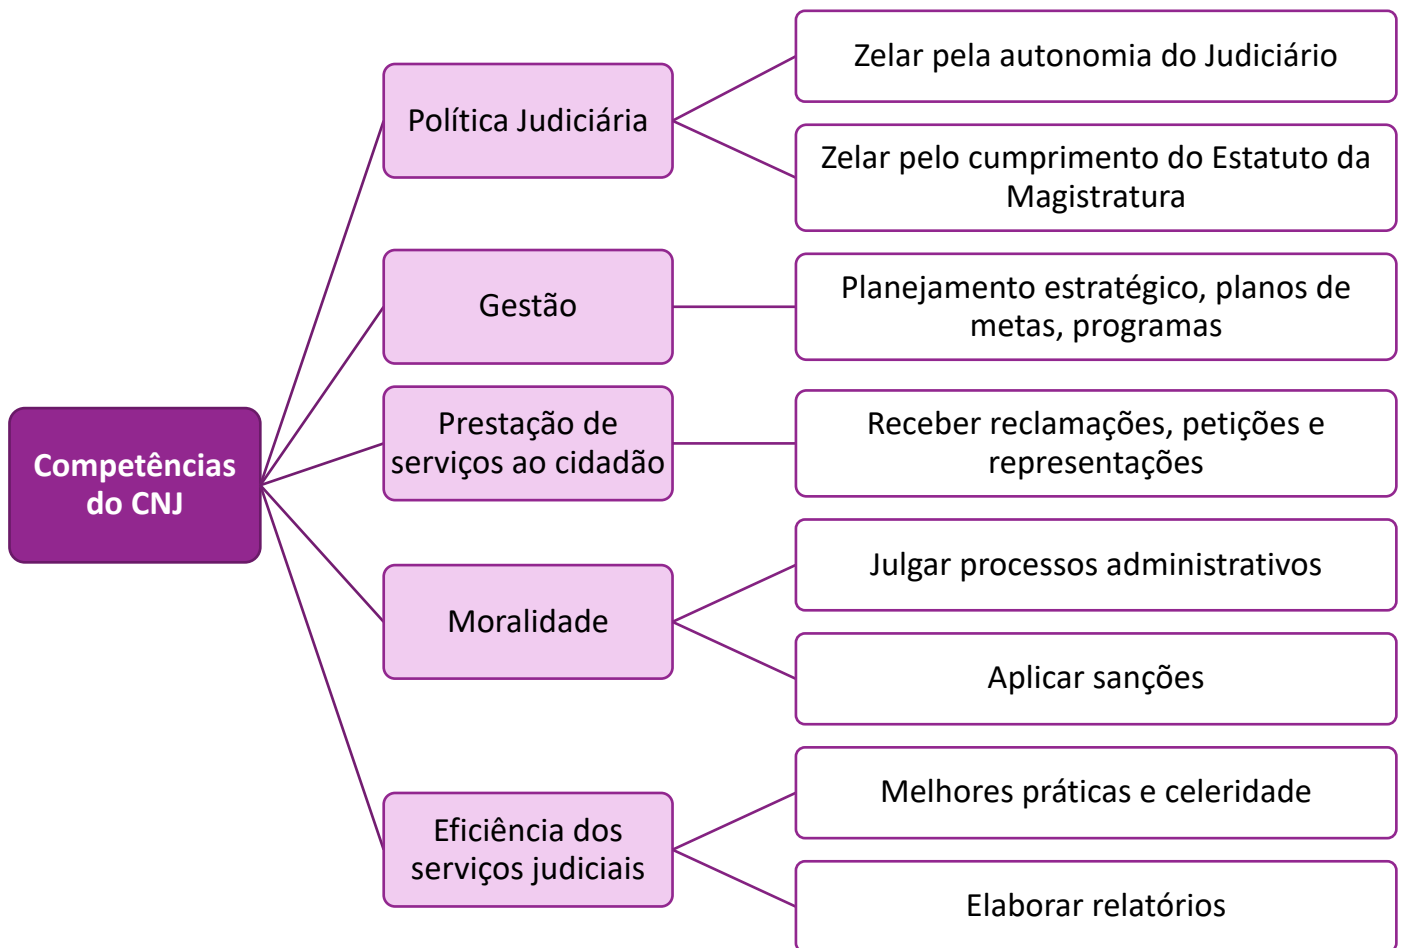 Competências
do CNJ
Política Judiciária
Zelar pela autonomia do Judiciário
Zelar pelo cumprimento do Estatuto da
Magistratura
Gestão
Planejamento estratégico, planos de
metas, programas
Prestação de
serviços ao cidadão
Receber reclamações, petições e
representações
Moralidade
Julgar processos administrativos
Aplicar sanções
Eficiência dos
serviços judiciais
Melhores práticas e celeridade
Elaborar relatórios